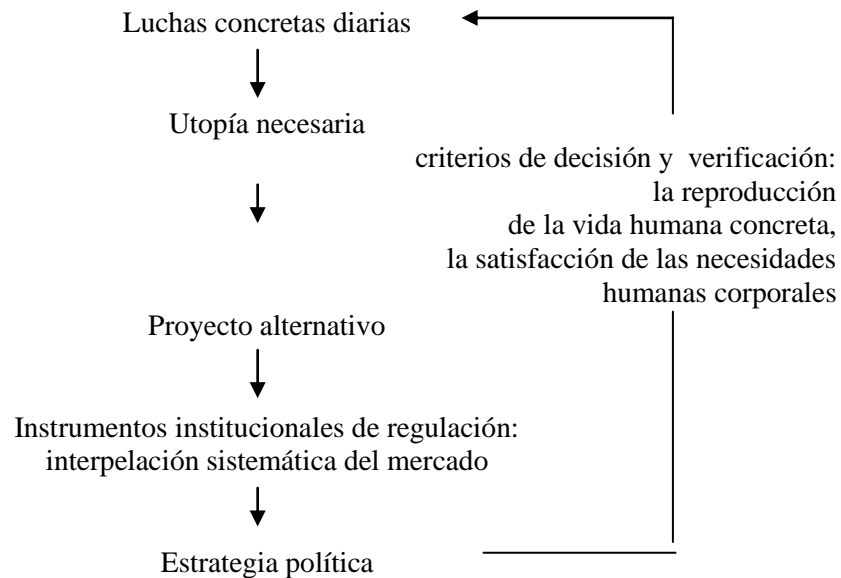 Luchas concretas diarias
Utopía necesaria
criterios de decisión y verificación:
la reproducción
de la vida humana concreta,
la satisfacción de las necesidades
humanas corporales
Proyecto alternativo
Instrumentos institucionales de regulación:
interpelación sistemática del mercado
Estrategia política